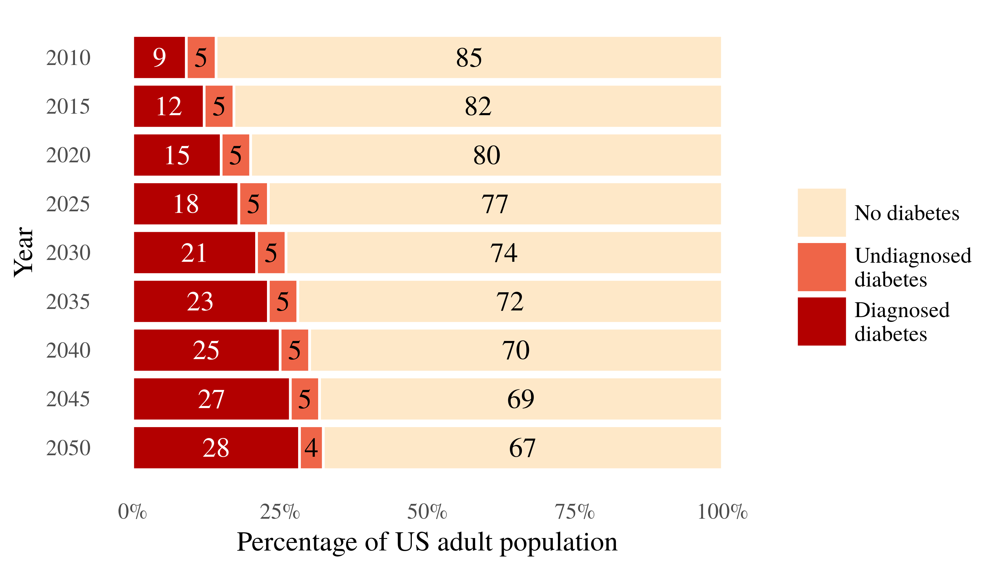 2010 9 5 85
2015 12 5 82
2020 15 5 80
2025 18 5 77
2030 21 5 74
2035 23 5 72
2040 25 5 70
2045 27 5 69
2050 28 4 67
Year
0% 25% 50% 75% 100%
Percentage of US adult population
No diabetes
Undiagnosed
diabetes
Diagnosed
diabetes